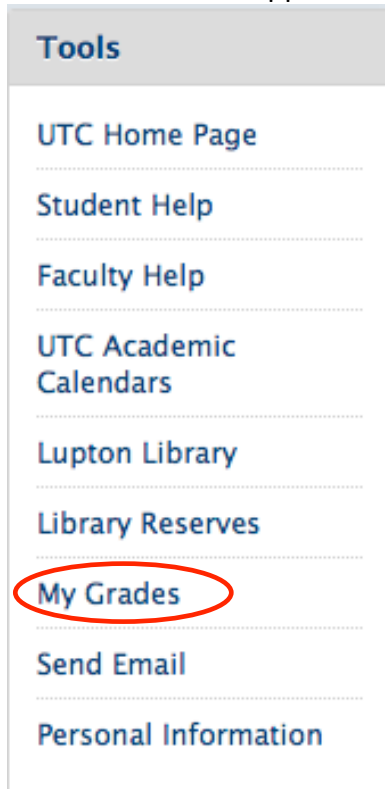 Tools
UTC Home Page
Student Help
Faculty Help
UTC Academic
Calendars
Lupton Library
Library Reserves
My Grades
Send Email
Personal Information